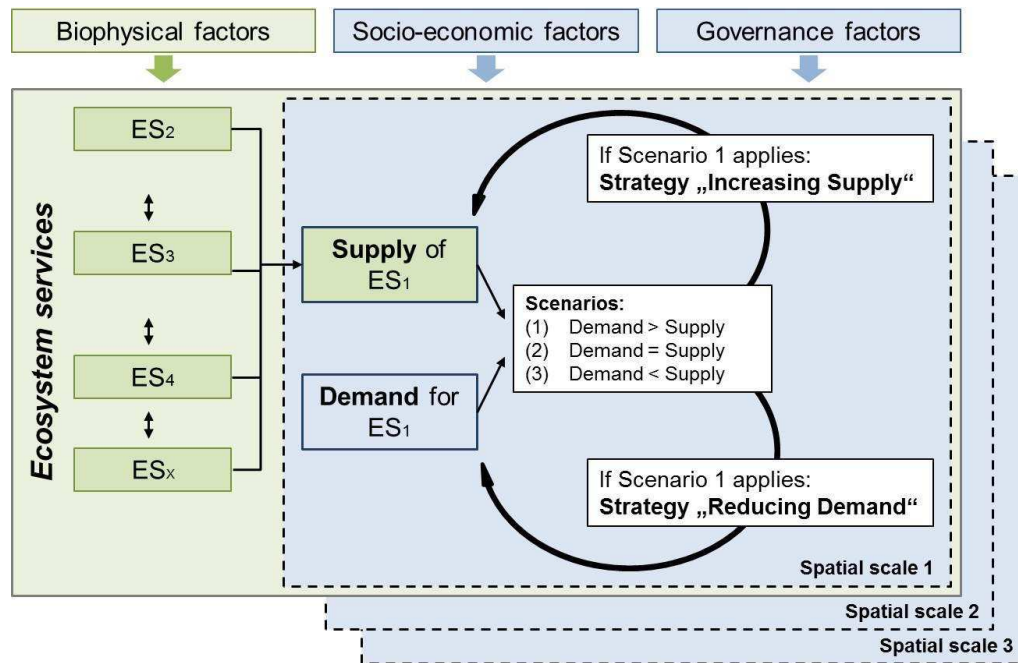 Biophysical factors
Socio-economic factors
Governance factors
Ecosystem services
ES₂
ES₃
ES₄
ESₓ
Supply of
ES₁
Demand for
ES₁
If Scenario 1 applies:
Strategy „Increasing Supply“
Scenarios:
(1) Demand > Supply
(2) Demand = Supply
(3) Demand < Supply
If Scenario 1 applies:
Strategy „Reducing Demand“
Spatial scale 1
Spatial scale 2
Spatial scale 3